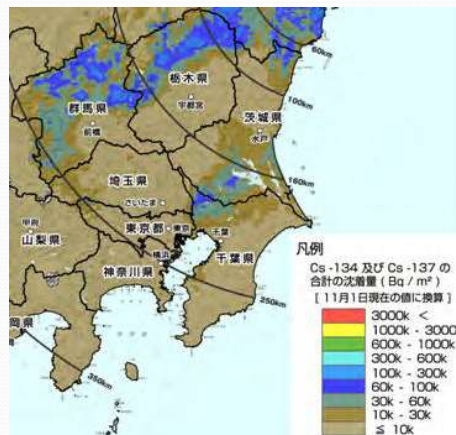 60km
栃木県
100km
宇都宮
群馬県
茨城県
前橋
水戸
埼玉県
160km
さいたま
甲府
東京都
東京
千葉
山梨県
横浜
千葉県
神奈川県
250km
岡県
350km
凡例
Cs -134 及び Cs -137 の
合計の沈着量 ( Bq / m² )
[ 11月1日現在の値に換算 ]
3000k <
1000k - 3000
600k - 1000k
300k - 600k
100k - 300k
60k - 100k
30k - 60k
10k - 30k
≤ 10k